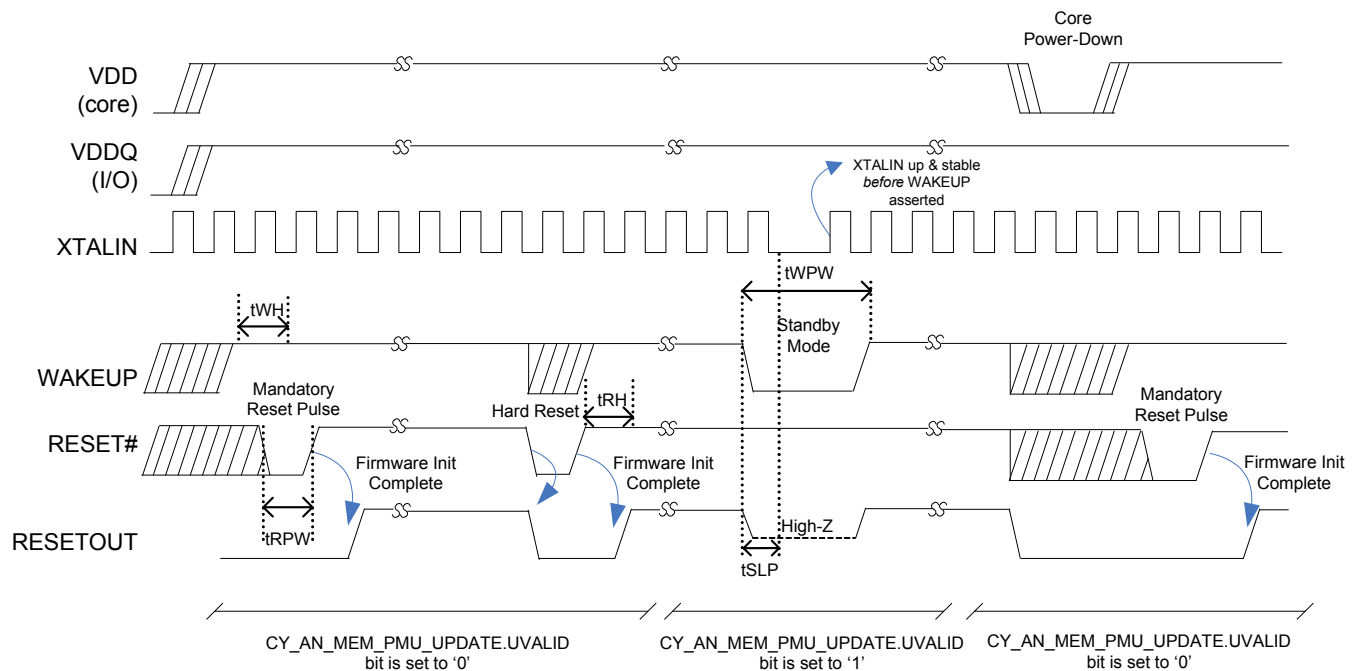 Core
Power-Down
VDD
(core)
VDDQ
(I/O)
XTALIN up & stable
before WAKEUP
asserted
XTALIN
tWPW
tWH
Standby
Mode
WAKEUP
Mandatory
Reset Pulse
Hard Reset
tRH
Mandatory
Reset Pulse
RESET#
Firmware Init
Complete
Firmware Init
Complete
Firmware Init
Complete
High-Z
RESETOUT
tRPW
tSLP
CY_AN_MEM_PMU_UPDATE.UVALID
bit is set to ‘0’
CY_AN_MEM_PMU_UPDATE.UVALID
bit is set to ‘1’
CY_AN_MEM_PMU_UPDATE.UVALID
bit is set to ‘0’